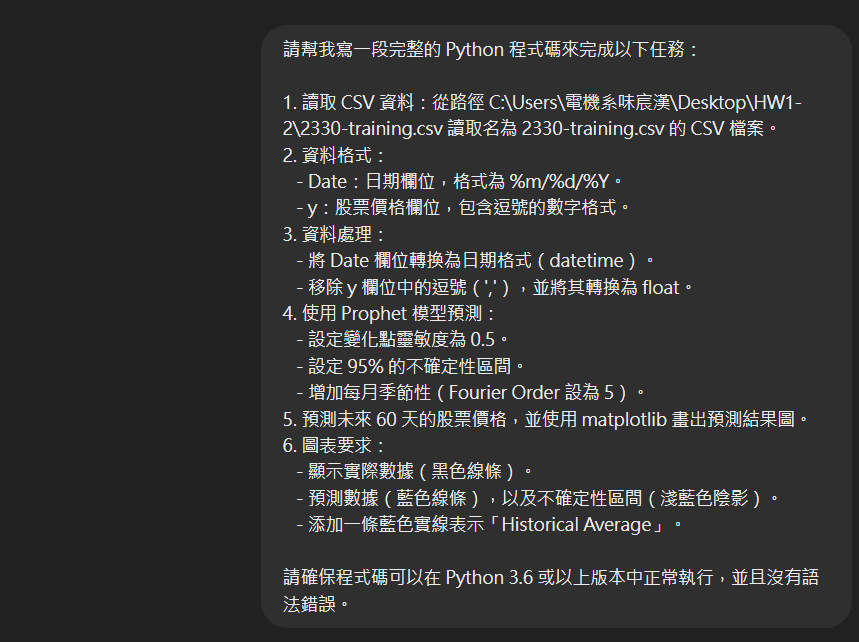 請幫我寫一段完整的 Python 程式碼來完成以下任務：
1. 讀取 CSV 資料：從路徑 C:\Users\電機系味宸漢\Desktop\HW1-
2\2330-training.csv 讀取名為 2330-training.csv 的 CSV 檔案。
2. 資料格式：
- Date：日期欄位，格式為 %m/%d/%Y。
- y：股票價格欄位，包含逗號的數字格式。
3. 資料處理：
- 將 Date 欄位轉換為日期格式（datetime）。
- 移除 y 欄位中的逗號（','），並將其轉換為 float。
4. 使用 Prophet 模型預測：
- 設定變化點靈敏度為 0.5。
- 設定 95% 的不確定性區間。
- 增加每月季節性（Fourier Order 設為 5）。
5. 預測未來 60 天的股票價格，並使用 matplotlib 畫出預測結果圖。
6. 圖表要求：
- 顯示實際數據（黑色線條）。
- 預測數據（藍色線條），以及不確定性區間（淺藍色陰影）。
- 添加一條藍色實線表示「Historical Average」。
請確保程式碼可以在 Python 3.6 或以上版本中正常執行，並且沒有語
法錯誤。